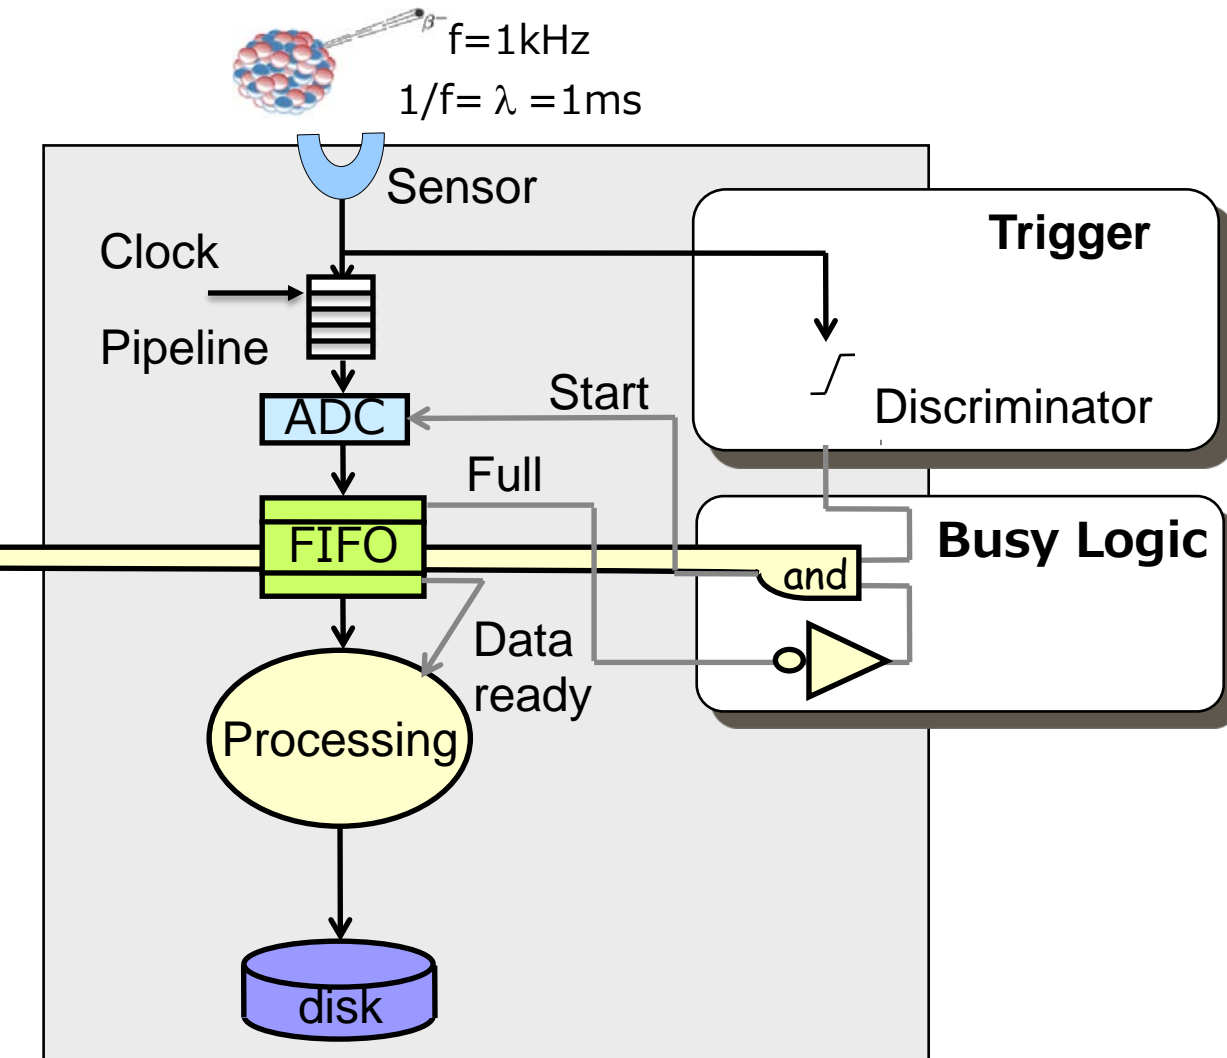 β−
f=1kHz
1/f= λ =1ms
Sensor
Trigger
Clock
Pipeline
Start
ADC
Discriminator
Full
FIFO
Busy Logic
and
Data
ready
Processing
disk